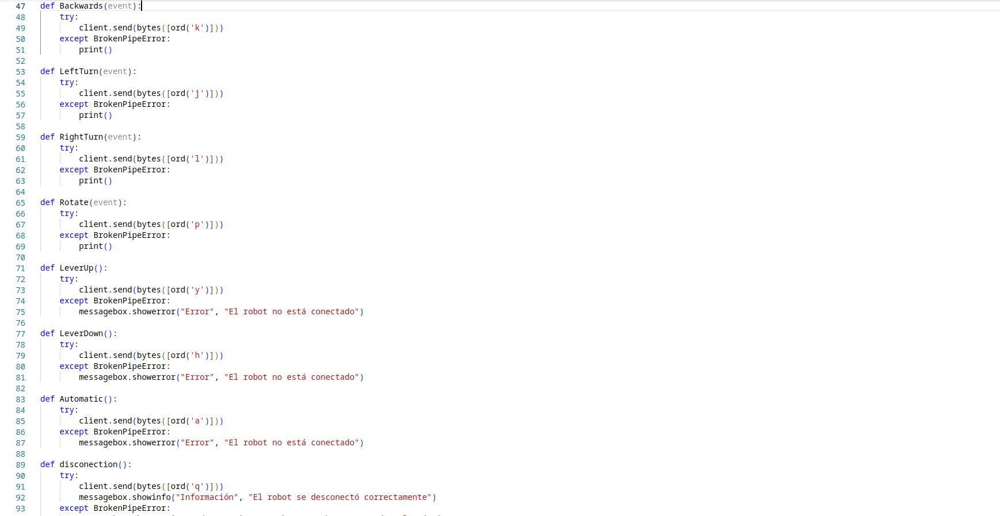 47 def Backwards(event):
48     try:
49         client.send(bytes([ord('k')]))
50     except BrokenPipeError:
51         print()
52
53 def LeftTurn(event):
54     try:
55         client.send(bytes([ord('j')]))
56     except BrokenPipeError:
57         print()
58
59 def RightTurn(event):
60     try:
61         client.send(bytes([ord('l')]))
62     except BrokenPipeError:
63         print()
64
65 def Rotate(event):
66     try:
67         client.send(bytes([ord('p')]))
68     except BrokenPipeError:
69         print()
70
71 def LeverUp():
72     try:
73         client.send(bytes([ord('y')]))
74     except BrokenPipeError:
75         messagebox.showerror("Error", "El robot no está conectado")
76
77 def LeverDown():
78     try:
79         client.send(bytes([ord('h')]))
80     except BrokenPipeError:
81         messagebox.showerror("Error", "El robot no está conectado")
82
83 def Automatic():
84     try:
85         client.send(bytes([ord('a')]))
86     except BrokenPipeError:
87         messagebox.showerror("Error", "El robot no está conectado")
88
89 def disconection():
90     try:
91         client.send(bytes([ord('q')]))
92         messagebox.showinfo("Información", "El robot se desconectó correctamente")
93     except BrokenPipeError: